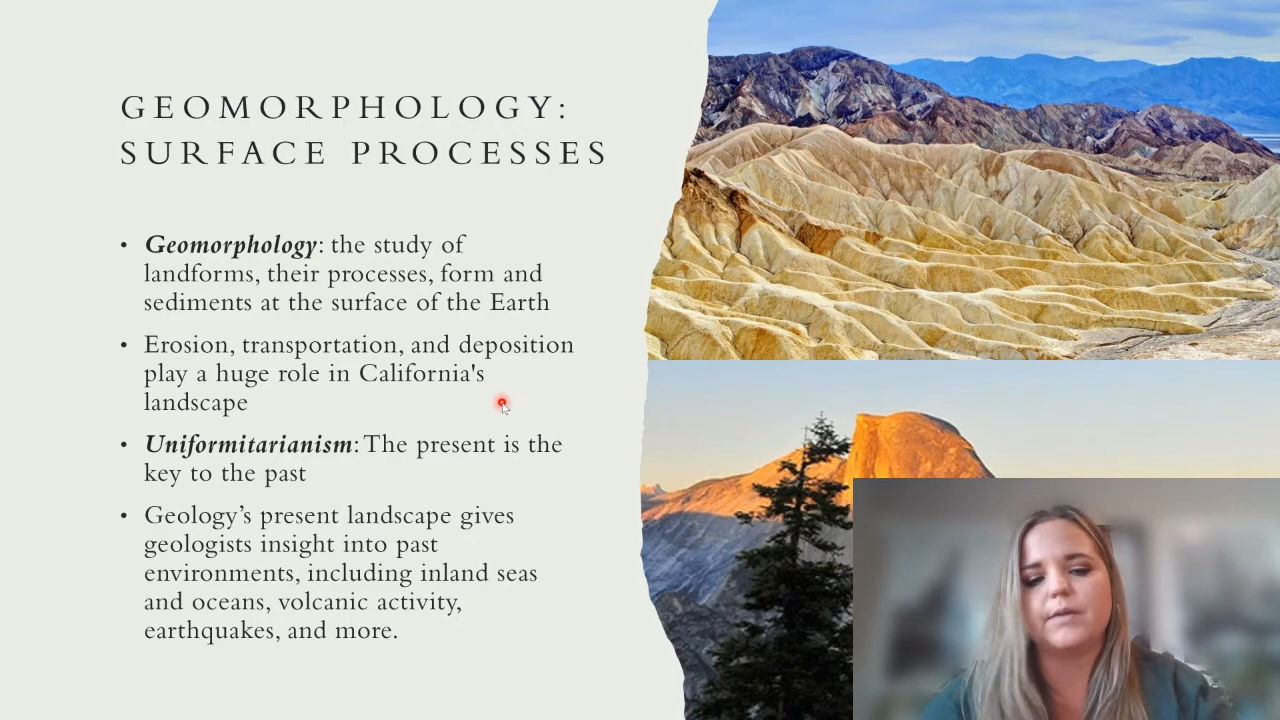 GEOMORPHOLOGY:
SURFACE PROCESSES
• Geomorphology: the study of
landforms, their processes, form and
sediments at the surface of the Earth
• Erosion, transportation, and deposition
play a huge role in California's
landscape
• Uniformitarianism: The present is the
key to the past
• Geology’s present landscape gives
geologists insight into past
environments, including inland seas
and oceans, volcanic activity,
earthquakes, and more.